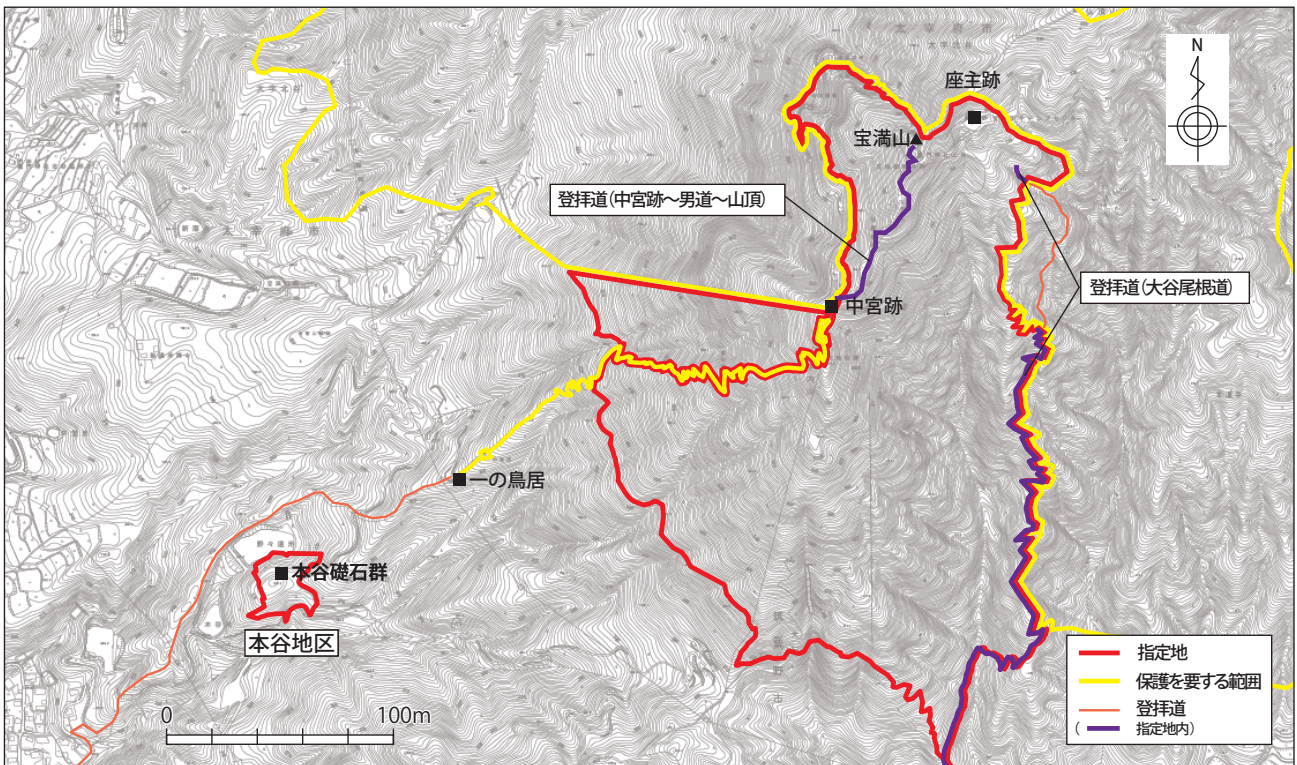 N
座主跡
宝満山▲
登拝道(中宮跡～男道～山頂)
登拝道(大谷尾根道)
中宮跡
一の鳥居
本谷礎石群
本谷地区
0 100m
指定地
保護を要する範囲
登拝道
( 指定地内)